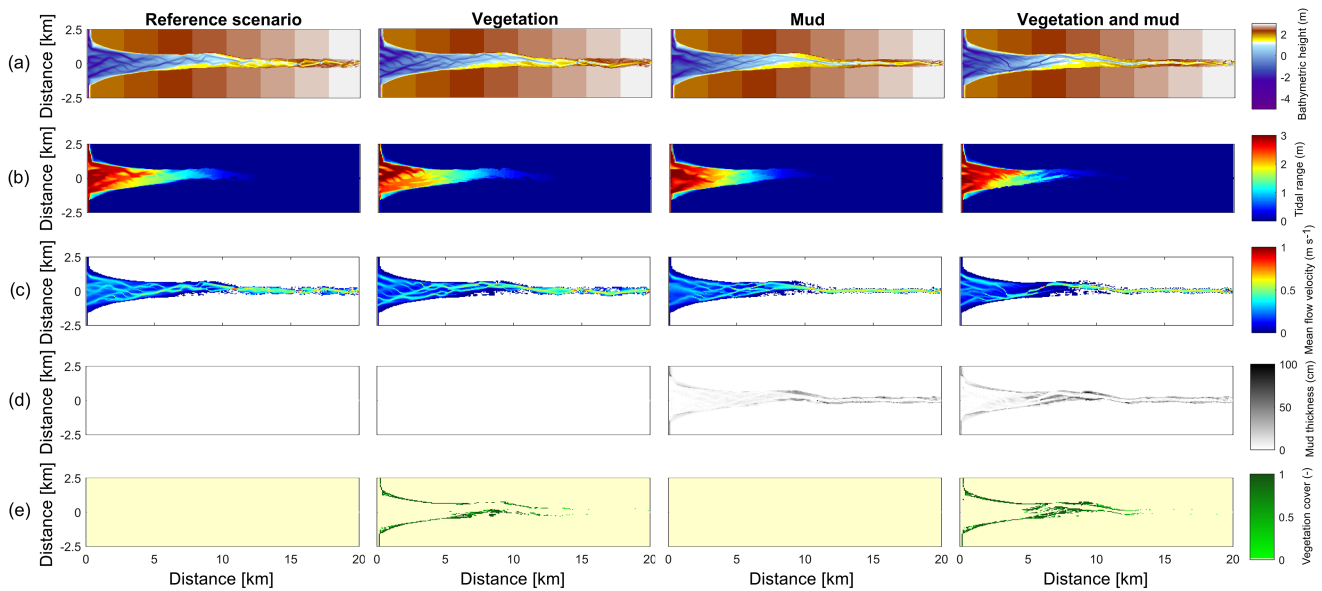 Reference scenario Vegetation Mud Vegetation and mud
(a) Distance [km] 2.5 0 -2.5 Bathymetric height (m) 2 0 -2 -4
(b) Distance [km] 2.5 0 -2.5 Tidal range (m) 3 2 1 0
(c) Distance [km] 2.5 0 -2.5 Mean flow velocity (m s-1) 1 0.5 0
(d) Distance [km] 2.5 0 -2.5 Mud thickness (cm) 100 50 0
(e) Distance [km] 2.5 0 -2.5 Vegetation cover (-) 1 0.5 0
0 5 10 15 20 0 5 10 15 20 0 5 10 15 20 0 5 10 15 20
Distance [km] Distance [km] Distance [km] Distance [km]